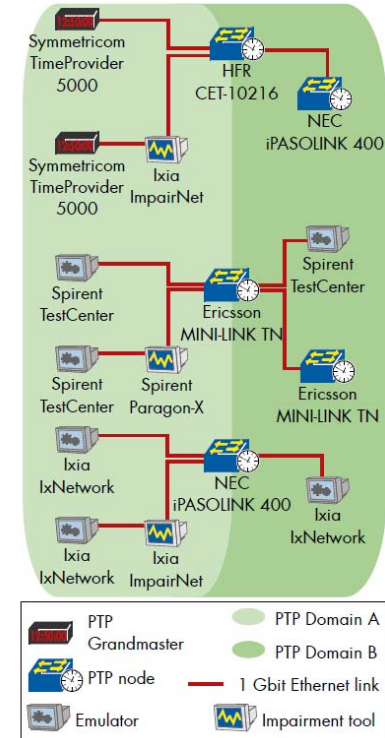 Symmetricom
TimeProvider
5000
HFR
CET-10216
NEC
iPASOLINK 400
Symmetricom
TimeProvider
5000
Ixia
ImpairNet
Spirent
TestCenter
Ericsson
MINI-LINK TN
Spirent
TestCenter
Spirent
TestCenter
Spirent
Paragon-X
Ericsson
MINI-LINK TN
Ixia
IxNetwork
NEC
iPASOLINK 400
Ixia
IxNetwork
Ixia
IxNetwork
Ixia
ImpairNet
PTP
Grandmaster
PTP Domain A
PTP node
PTP Domain B
1 Gbit Ethernet link
Emulator
Impairment tool